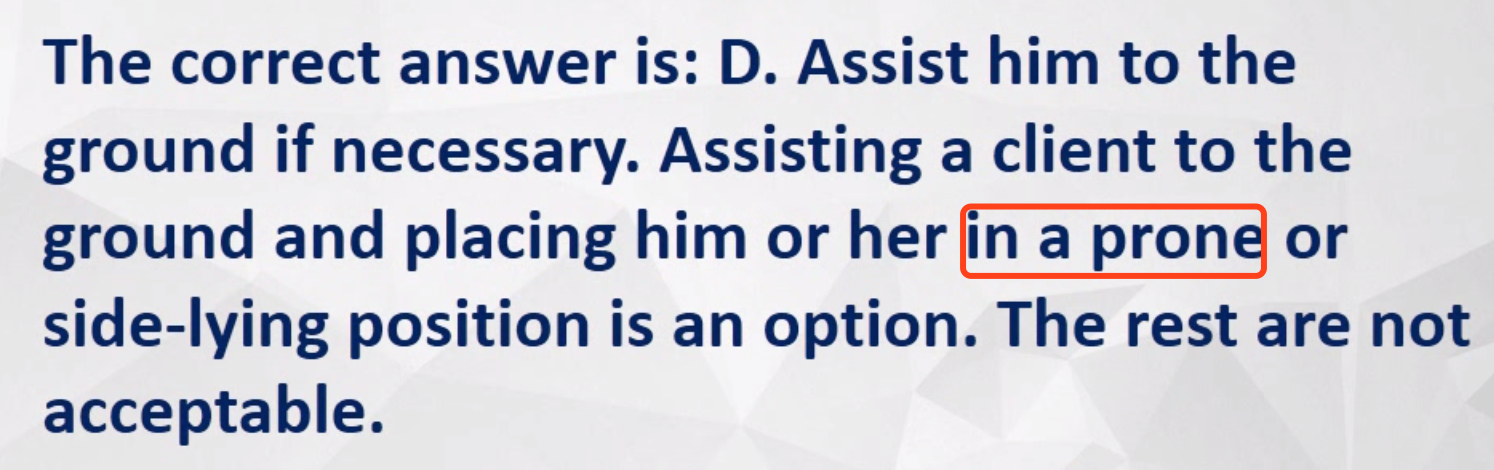 The correct answer is: D. Assist him to the
ground if necessary. Assisting a client to the
ground and placing him or her in a prone or
side-lying position is an option. The rest are not
acceptable.